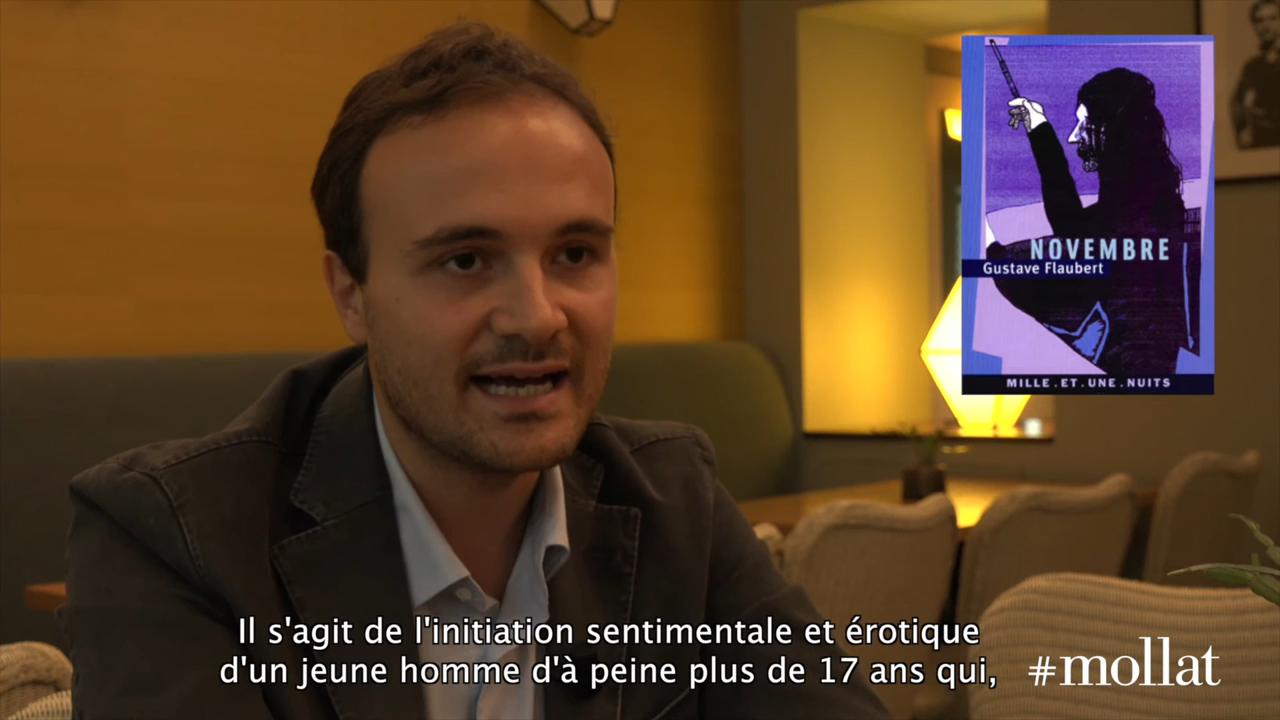 NOVEMBRE
Gustave Flaubert
MILLE.ET.UNE.NUITS
Il s'agit de l'initiation sentimentale et érotique
d'un jeune homme d'à peine plus de 17 ans qui,
#mollat